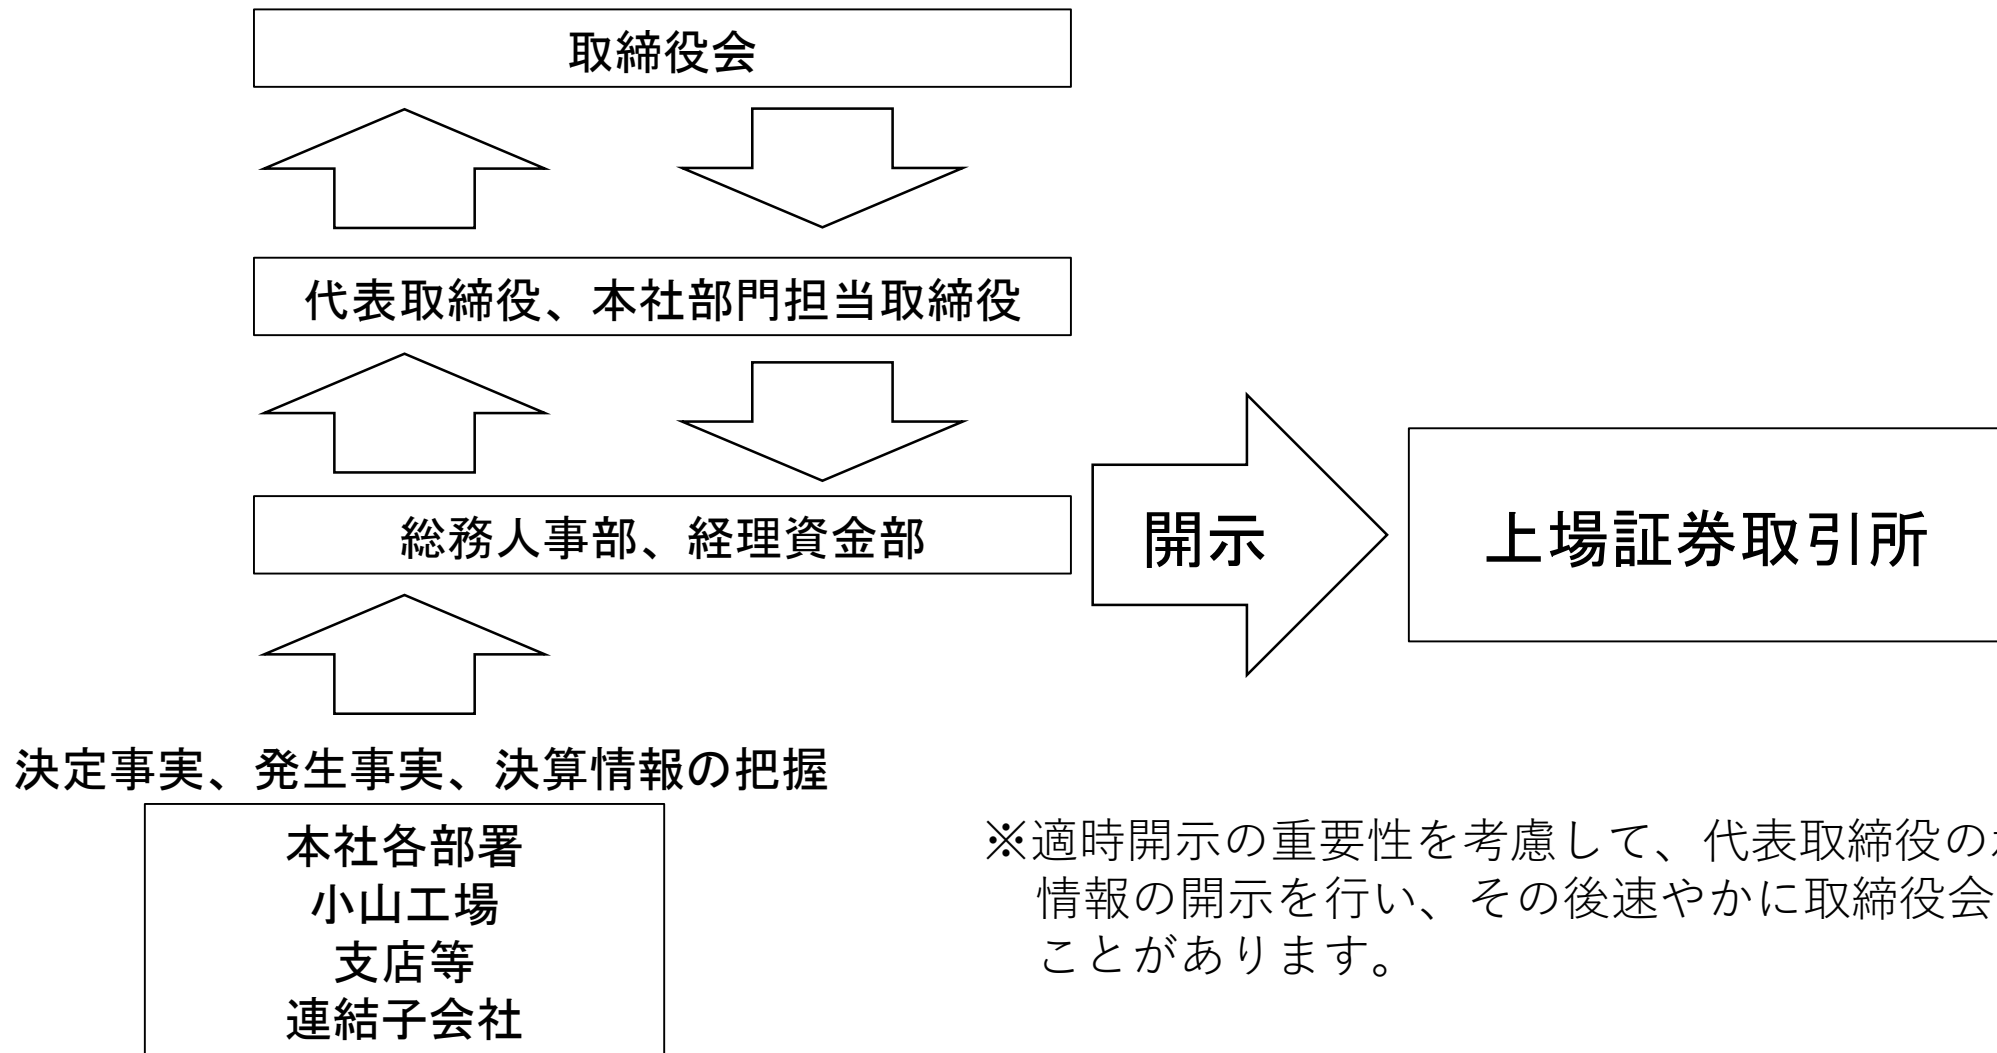 取締役会
代表取締役、本社部門担当取締役
総務人事部、経理資金部
開示
上場証券取引所
決定事実、発生事実、決算情報の把握
本社各部署
小山工場
支店等
連結子会社
※適時開示の重要性を考慮して、代表取締役の
情報の開示を行い、その後速やかに取締役会
ことがあります。